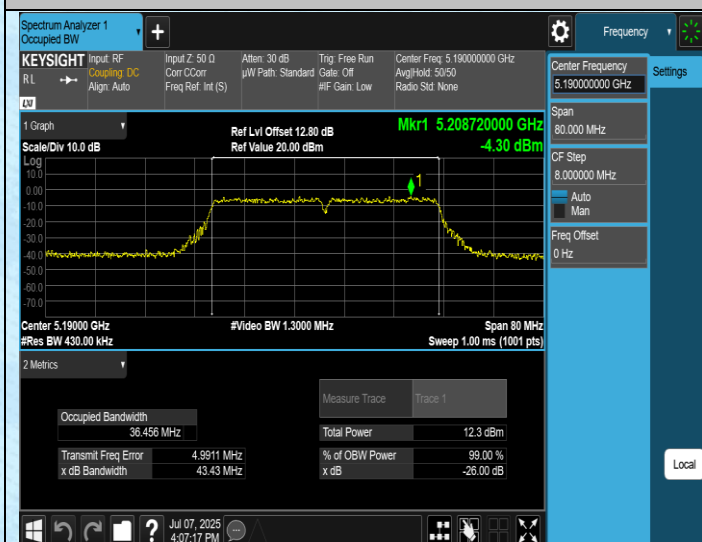 Spectrum Analyzer 1
Occupied BW
Frequency
KEYSIGHT
RL
LV
Input: RF
Coupling: DC
Align: Auto
Input Z: 50 Ω
Corr CCorr
Freq Ref: Int (S)
Atten: 30 dB
µW Path: Standard
Trig: Free Run
Gate: Off
#IF Gain: Low
Center Freq: 5.190000000 GHz
Avg|Hold: 50/50
Radio Std: None
1 Graph
Scale/Div 10.0 dB
Ref Lvl Offset 12.80 dB
Ref Value 20.00 dBm
Mkr1 5.208720000 GHz
-4.30 dBm
Log
10.0
0.00
-10.0
-20.0
-30.0
-40.0
-50.0
-60.0
-70.0
1
Center 5.19000 GHz
#Res BW 430.00 kHz
#Video BW 1.3000 MHz
Span 80 MHz
Sweep 1.00 ms (1001 pts)
2 Metrics
Measure Trace Trace 1
Occupied Bandwidth
36.456 MHz
Total Power 12.3 dBm
Transmit Freq Error 4.9911 MHz
% of OBW Power 99.00 %
x dB Bandwidth 43.43 MHz
x dB -26.00 dB
Center Frequency
5.190000000 GHz
Span
80.000 MHz
CF Step
8.000000 MHz
Auto
Man
Freq Offset
0 Hz
Settings
Local
?
Jul 07, 2025
4:07:17 PM